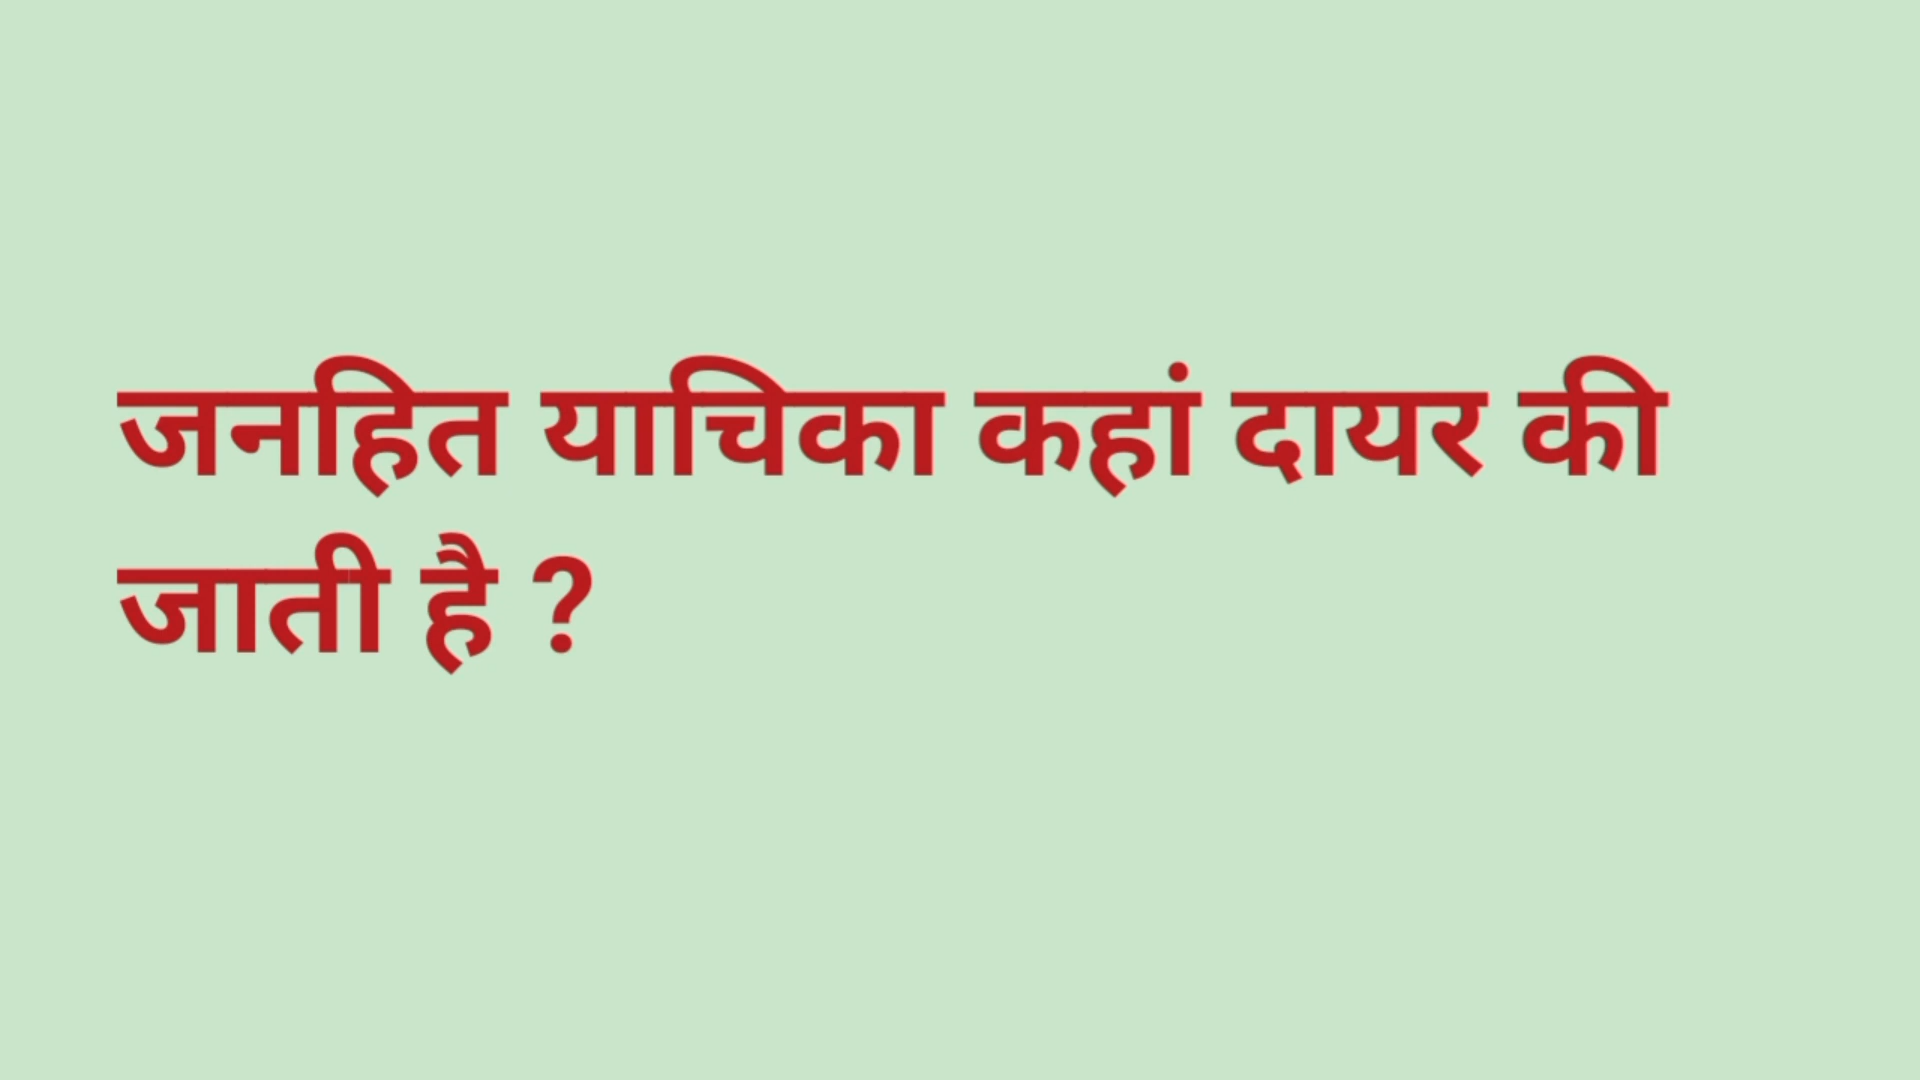 जनहित याचिका कहां दायर की
जाती है ?